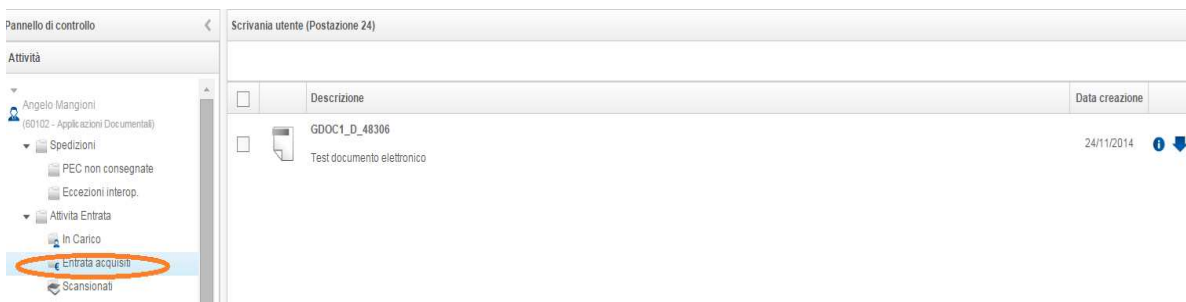 Pannello di controllo
Attività
Angelo Mangioni
(60102 - Applicazioni Documentali)
Spedizioni
PEC non consegnate
Eccezioni interop.
Attivita Entrata
In Carico
Entrata acquisiti
Scansionati
Scrivania utente (Postazione 24)
Descrizione Data creazione
GDOC1_D_48306
Test documento elettronico
24/11/2014